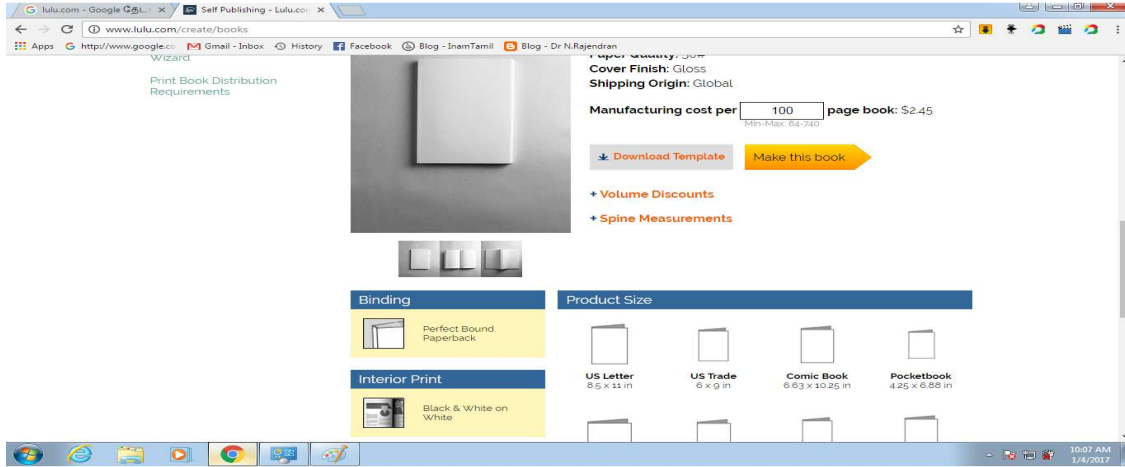 lulu.com - Google தேட
Self Publishing - Lulu.co
www.lulu.com/create/books
Apps
http://www.google.co
Gmail - Inbox
History
Facebook
Blog - InamTamil
Blog - Dr N.Rajendran
Wizard
Print Book Distribution
Requirements
Cover Finish: Gloss
Shipping Origin: Global
Manufacturing cost per 100 page book: $2.45
Min-Max: 84-740
Download Template
Make this book
+ Volume Discounts
+ Spine Measurements
Binding
Perfect Bound
Paperback
Interior Print
Black & White on
White
Product Size
US Letter
8.5 x 11 in
US Trade
6 x 9 in
Comic Book
6.63 x 10.25 in
Pocketbook
4.25 x 6.88 in
10:07 AM
1/4/2017